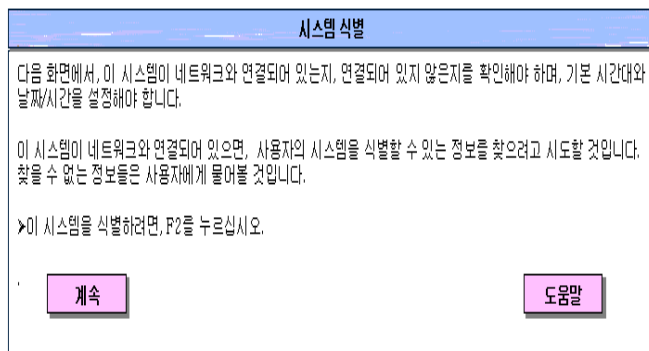 시스템 식별
다음 화면에서, 이 시스템이 네트워크와 연결되어 있는지, 연결되어 있지 않은지를 확인해야 하며, 기본 시간대와
날짜/시간을 설정해야 합니다.
이 시스템이 네트워크와 연결되어 있으면, 사용자의 시스템을 식별할 수 있는 정보를 찾으려고 시도할 것입니다.
찾을 수 없는 정보들은 사용자에게 물어볼 것입니다.
➤이 시스템을 식별하려면, F2를 누르십시오.
계속 도움말